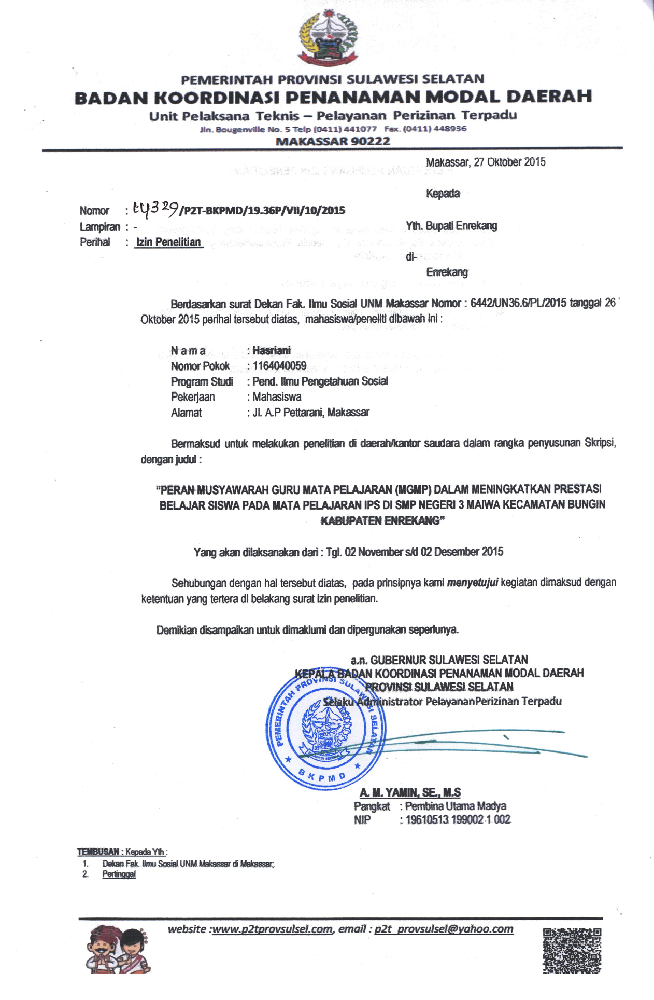 PEMERINTAH PROVINSI SULAWESI SELATAN
BADAN KOORDINASI PENANAMAN MODAL DAERAH
Unit Pelaksana Teknis – Pelayanan Perizinan Terpadu
Jln. Bougenville No. 5 Telp (0411) 441077 Fax. (0411) 448936
MAKASSAR 90222
Makassar, 27 Oktober 2015
Kepada
Nomor : 329/P2T-BKPMD/19.36P/VII/10/2015
Lampiran : -
Yth. Bupati Enrekang
Perihal : Izin Penelitian
di-
Enrekang
Berdasarkan surat Dekan Fak. Ilmu Sosial UNM Makassar Nomor : 6442/UN36.6/PL/2015 tanggal 26
Oktober 2015 perihal tersebut diatas, mahasiswa/peneliti dibawah ini :
N a m a : Hasriani
Nomor Pokok : 1164040059
Program Studi : Pend. Ilmu Pengetahuan Sosial
Pekerjaan : Mahasiswa
Alamat : Jl. A.P Pettarani, Makassar
Bermaksud untuk melakukan penelitian di daerah/kantor saudara dalam rangka penyusunan Skripsi,
dengan judul :
“PERAN MUSYAWARAH GURU MATA PELAJARAN (MGMP) DALAM MENINGKATKAN PRESTASI
BELAJAR SISWA PADA MATA PELAJARAN IPS DI SMP NEGERI 3 MAIWA KECAMATAN BUNGIN
KABUPATEN ENREKANG”
Yang akan dilaksanakan dari : Tgl. 02 November s/d 02 Desember 2015
Sehubungan dengan hal tersebut diatas, pada prinsipnya kami menyetujui kegiatan dimaksud dengan
ketentuan yang tertera di belakang surat izin penelitian.
Demikian disampaikan untuk dimaklumi dan dipergunakan seperlunya.
a.n. GUBERNUR SULAWESI SELATAN
KEPALA BADAN KOORDINASI PENANAMAN MODAL DAERAH
PROVINSI SULAWESI SELATAN
Selaku Administrator Pelayanan Perizinan Terpadu
PEMERINTAH PROVINSI SULAWESI SELATAN
SULAWESI SELATAN
BKPMD
A. M. YAMIN, SE., M.S
Pangkat : Pembina Utama Madya
NIP : 19610513 199002 1 002
TEMBUSAN : Kepada Yth :
1. Dekan Fak. Ilmu Sosial UNM Makassar di Makassar;
2. Pertinggal
website :www.p2tprovsulsel.com, email : p2t_provsulsel@yahoo.com